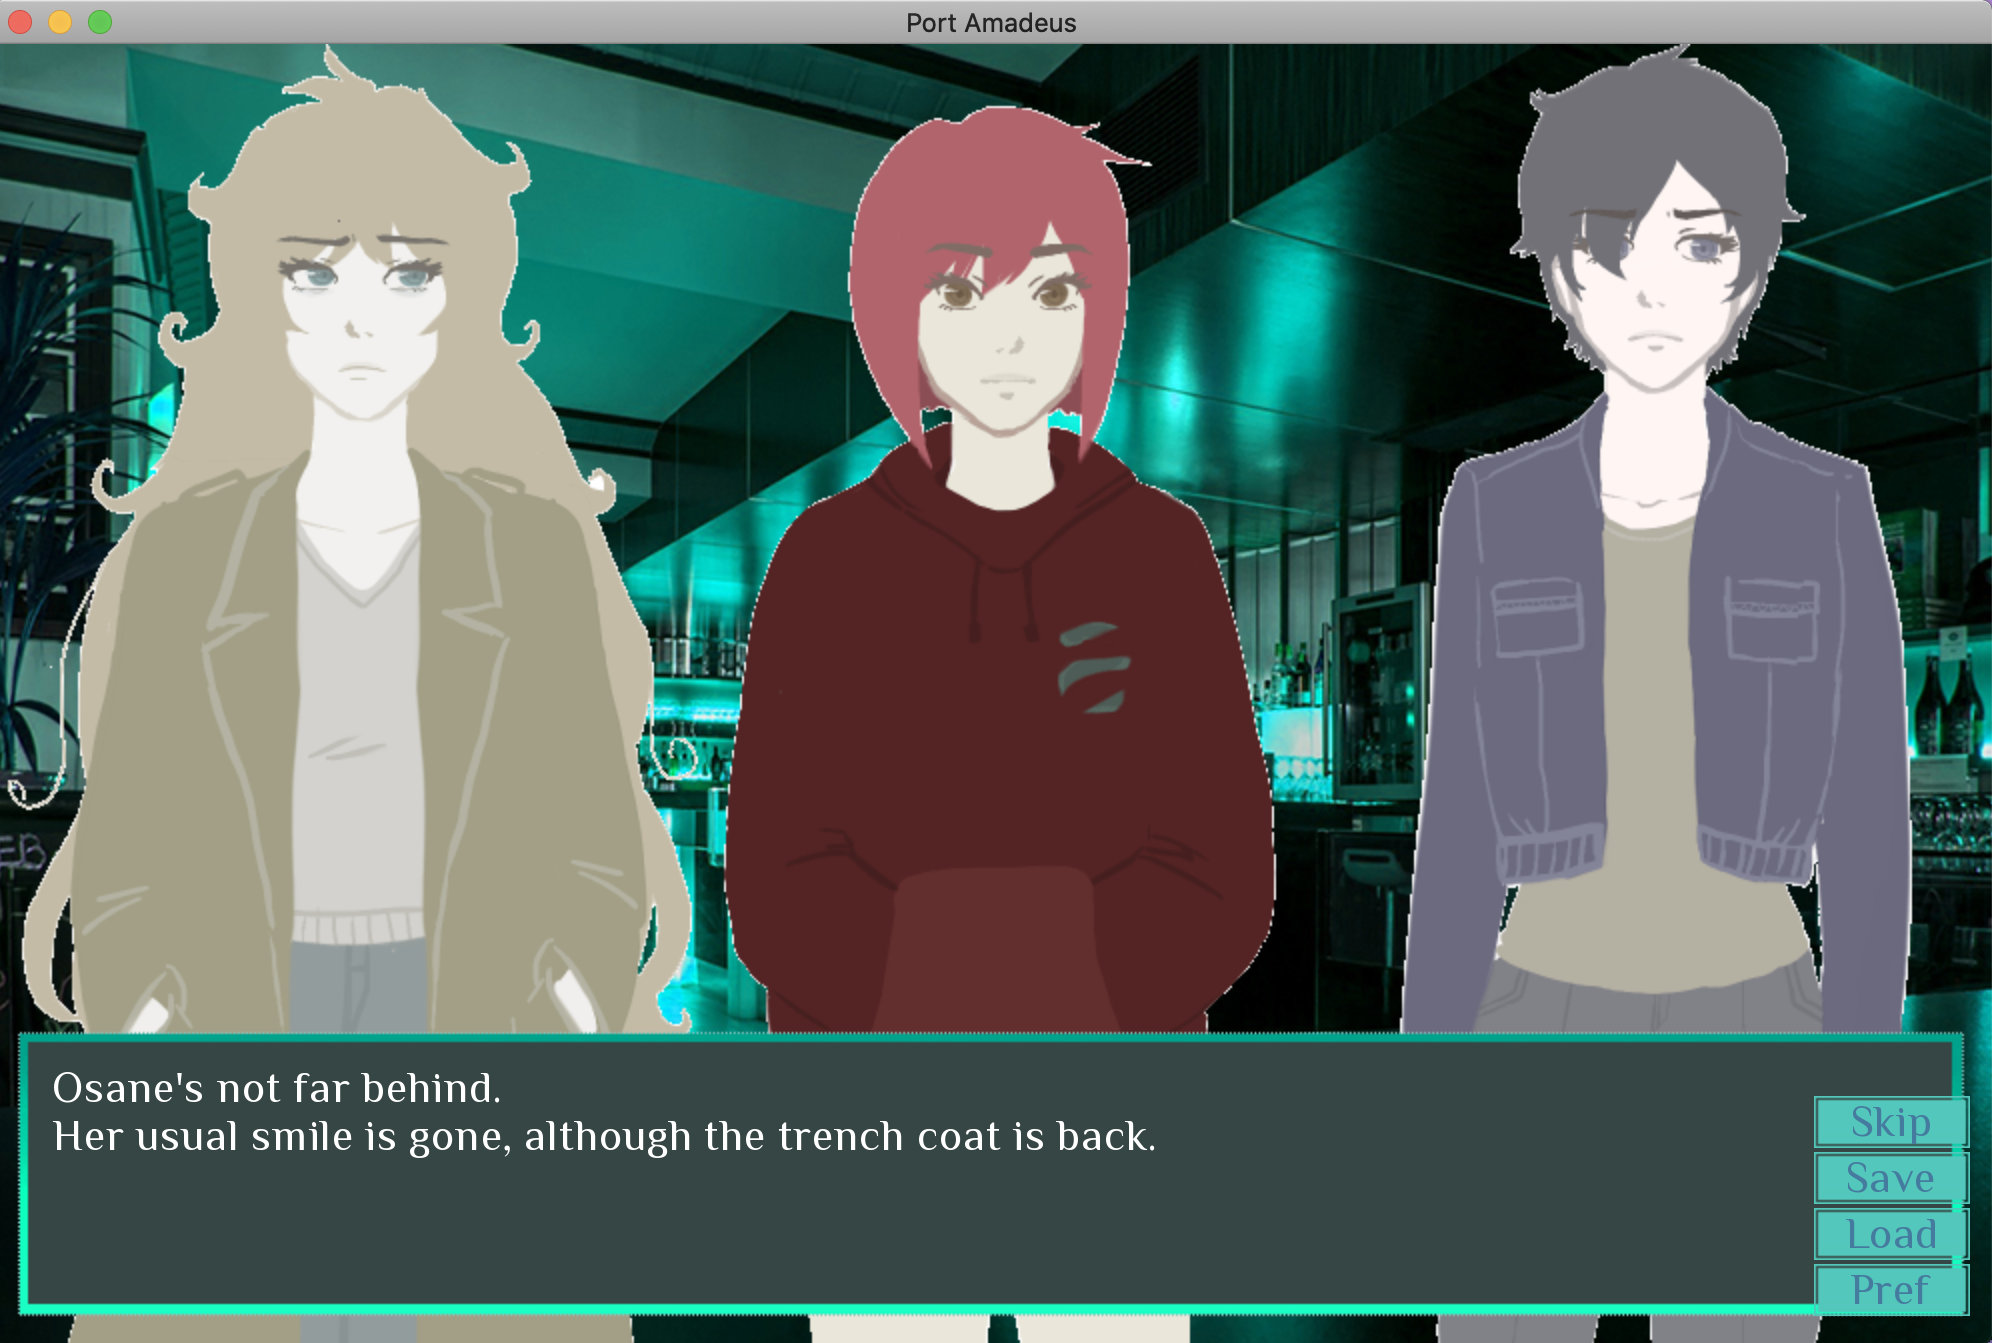 Port Amadeus
EB
Osane's not far behind.
Her usual smile is gone, although the trench coat is back.
Skip
Save
Load
Pref